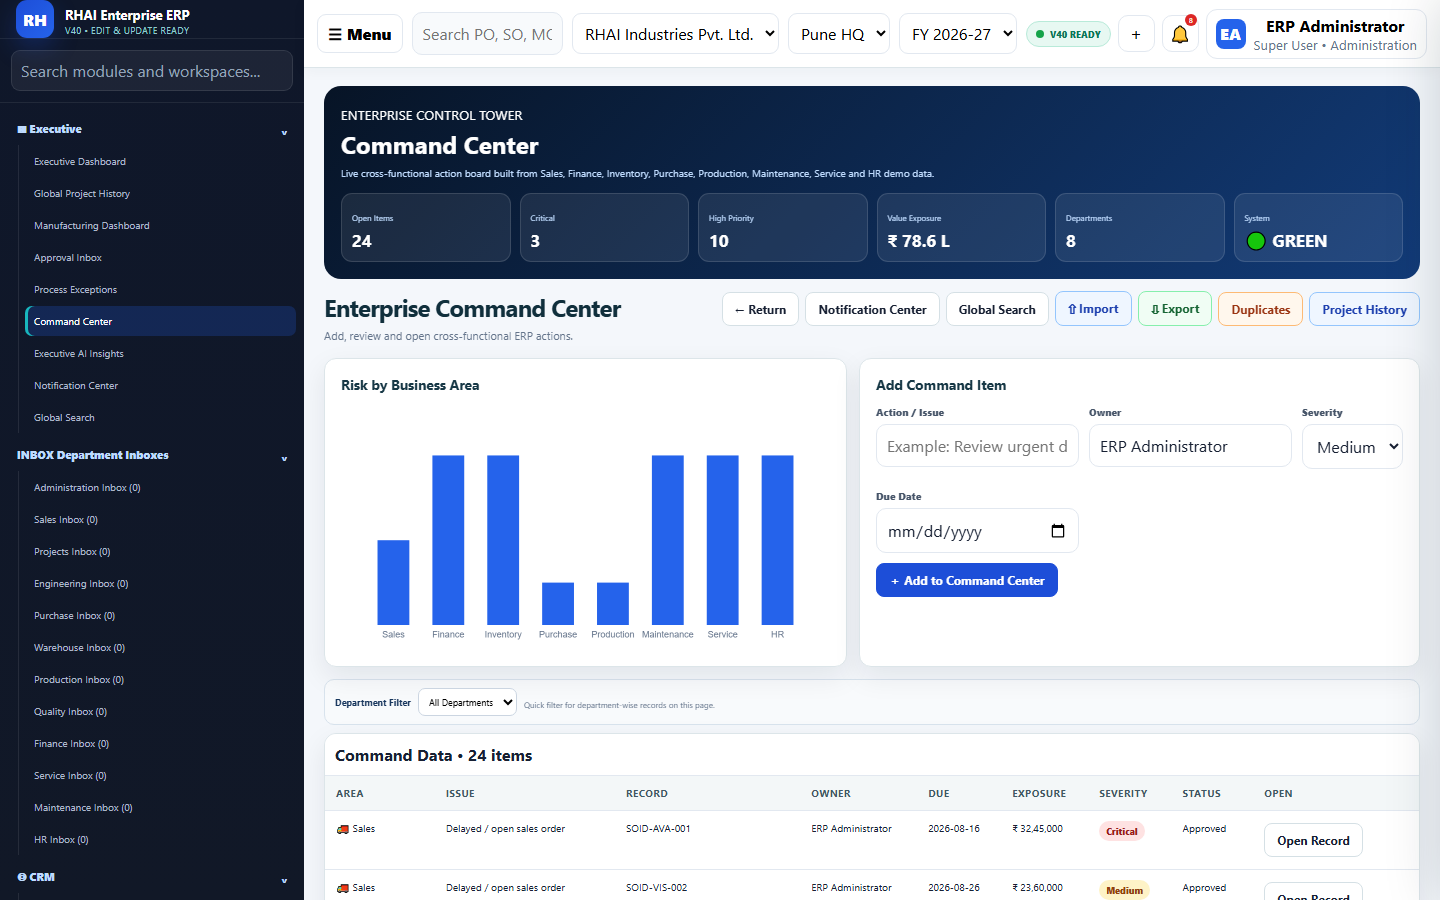 RH
RHAI Enterprise ERP
V40 • EDIT & UPDATE READY
Search modules and workspaces...
Executive
Executive Dashboard
Global Project History
Manufacturing Dashboard
Approval Inbox
Process Exceptions
Command Center
Executive AI Insights
Notification Center
Global Search
INBOX Department Inboxes
Administration Inbox (0)
Sales Inbox (0)
Projects Inbox (0)
Engineering Inbox (0)
Purchase Inbox (0)
Warehouse Inbox (0)
Production Inbox (0)
Quality Inbox (0)
Finance Inbox (0)
Service Inbox (0)
Maintenance Inbox (0)
HR Inbox (0)
CRM
☰ Menu
Search PO, SO, MO
RHAI Industries Pvt. Ltd.
Pune HQ
FY 2026-27
V40 READY
+
8
EA
ERP Administrator
Super User • Administration
ENTERPRISE CONTROL TOWER
Command Center
Live cross-functional action board built from Sales, Finance, Inventory, Purchase, Production, Maintenance, Service and HR demo data.
Open Items
24
Critical
3
High Priority
10
Value Exposure
₹ 78.6 L
Departments
8
System
GREEN
Enterprise Command Center
Add, review and open cross-functional ERP actions.
← Return
Notification Center
Global Search
⇧ Import
⇩ Export
Duplicates
Project History
Risk by Business Area
Sales
Finance
Inventory
Purchase
Production
Maintenance
Service
HR
Add Command Item
Action / Issue
Owner
Severity
Example: Review urgent d
ERP Administrator
Medium
Due Date
mm/dd/yyyy
+ Add to Command Center
Department Filter
All Departments
Quick filter for department-wise records on this page.
Command Data • 24 items
AREA ISSUE RECORD OWNER DUE EXPOSURE SEVERITY STATUS OPEN
Sales Delayed / open sales order SOID-AVA-001 ERP Administrator 2026-08-16 ₹ 32,45,000 Critical Approved Open Record
Sales Delayed / open sales order SOID-VIS-002 ERP Administrator 2026-08-26 ₹ 23,60,000 Medium Approved Open Record